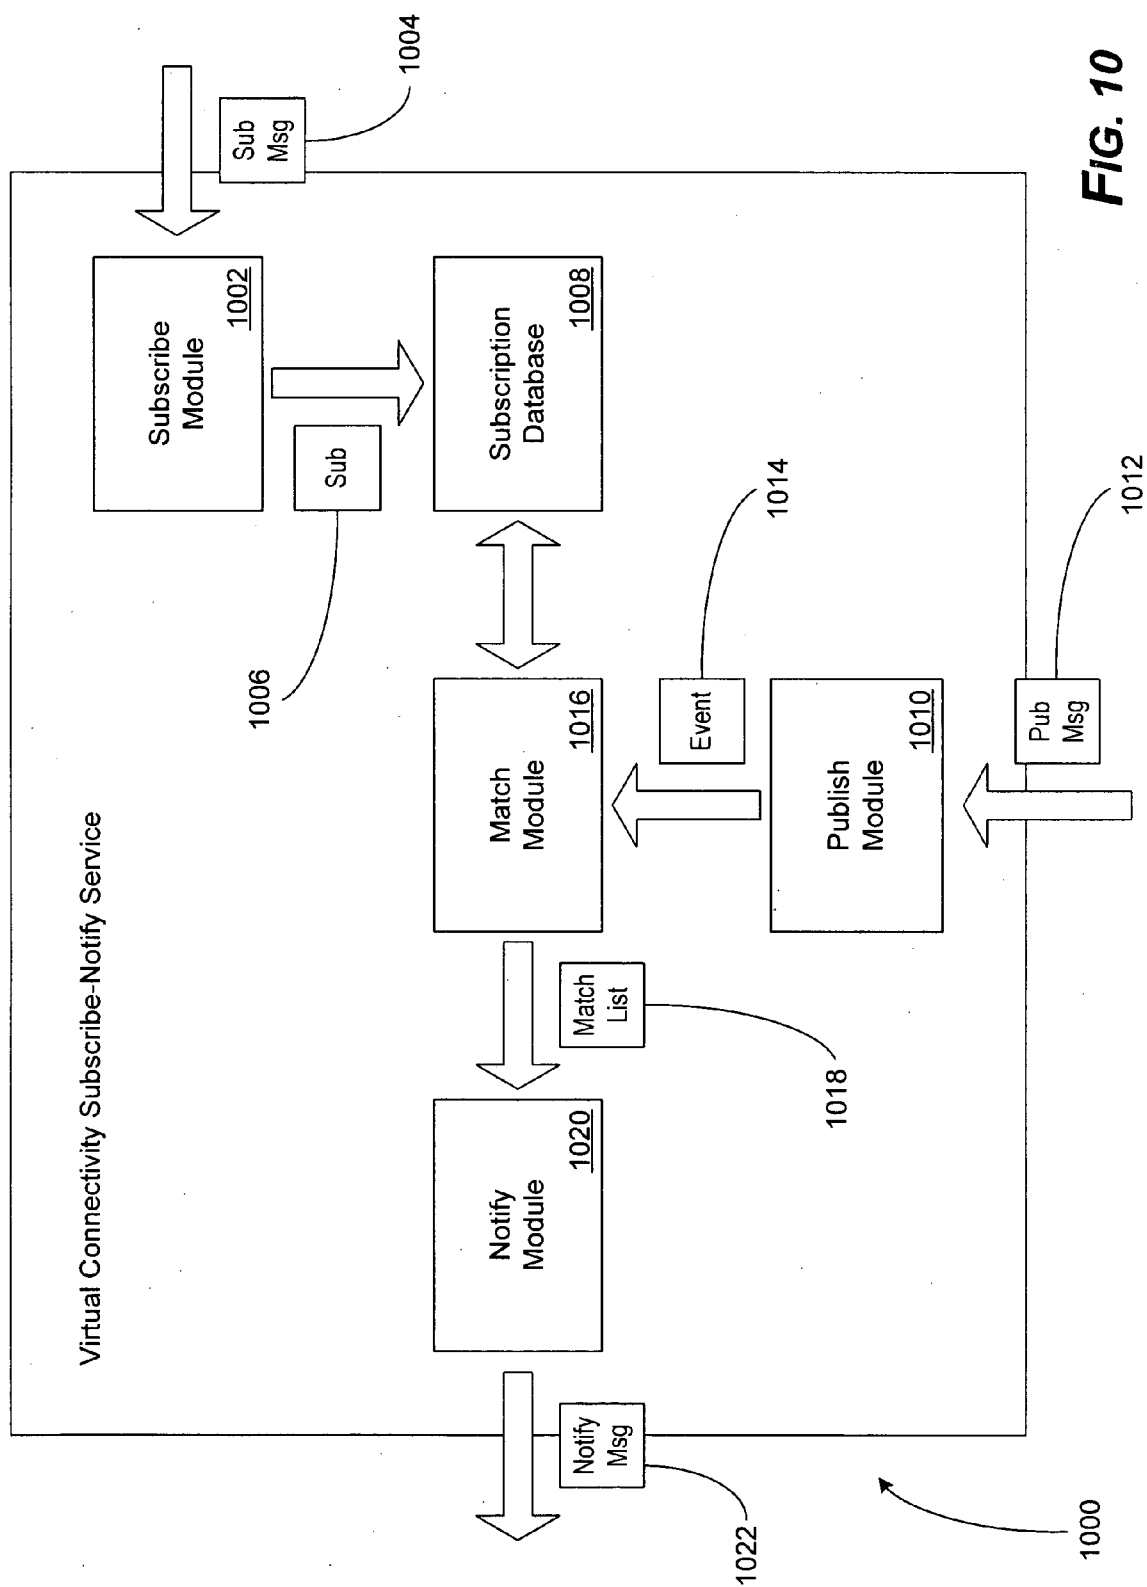 Virtual Connectivity Subscribe-Notify Service
Subscribe
Module
1002
Sub
Msg
1004
Sub
1006
Notify
Module
1020
Match
Module
1016
Subscription
Database
1008
Notify
Msg
1022
Match
List
1018
Event
1014
Publish
Module
1010
Pub
Msg
1012
1000
FIG. 10